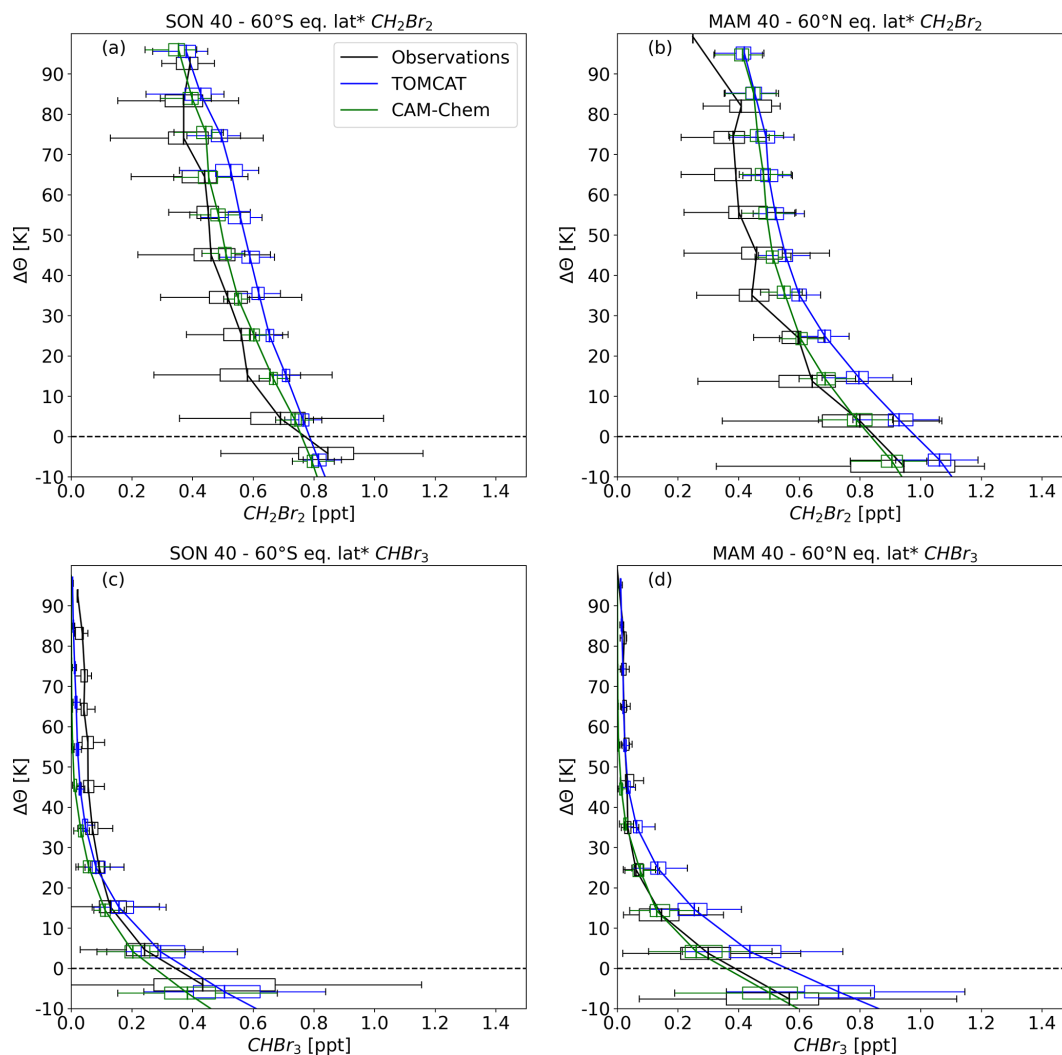 SON 40 - 60°S eq. lat* CH₂Br₂
(a)
Observations
TOMCAT
CAM-Chem
90
80
70
60
50
40
30
20
10
0
-10
ΔΘ [K]
0.0 0.2 0.4 0.6 0.8 1.0 1.2 1.4
CH₂Br₂ [ppt]
MAM 40 - 60°N eq. lat* CH₂Br₂
(b)
90
80
70
60
50
40
30
20
10
0
-10
ΔΘ [K]
0.0 0.2 0.4 0.6 0.8 1.0 1.2 1.4
CH₂Br₂ [ppt]
SON 40 - 60°S eq. lat* CHBr₃
(c)
90
80
70
60
50
40
30
20
10
0
-10
ΔΘ [K]
0.0 0.2 0.4 0.6 0.8 1.0 1.2 1.4
CHBr₃ [ppt]
MAM 40 - 60°N eq. lat* CHBr₃
(d)
90
80
70
60
50
40
30
20
10
0
-10
ΔΘ [K]
0.0 0.2 0.4 0.6 0.8 1.0 1.2 1.4
CHBr₃ [ppt]